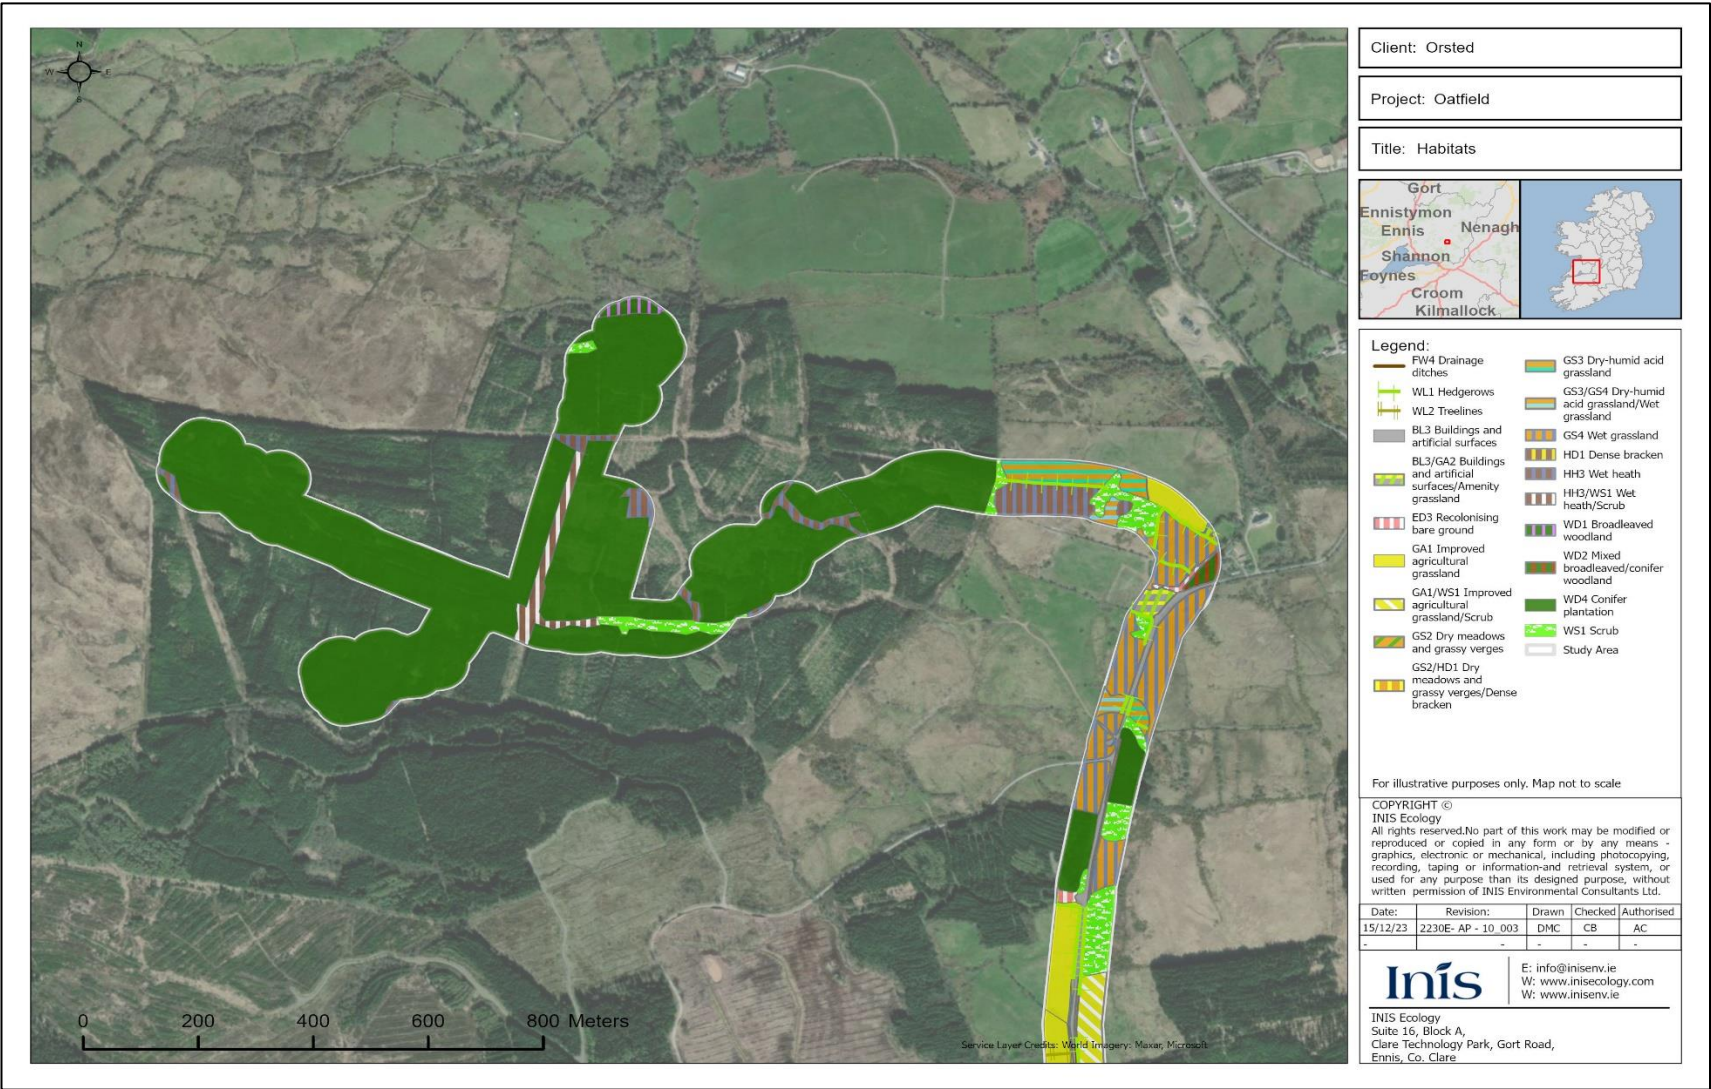 N
W
E
S
Client: Orsted
Project: Oatfield
Title: Habitats
Gort
Ennistymon
Ennis
Nenagh
Shannon
Foynes
Croom
Kilmallock
Legend:
FW4 Drainage
ditches
WL1 Hedgerows
WL2 Treelines
BL3 Buildings and
artificial surfaces
BL3/GA2 Buildings
and artificial
surfaces/Amenity
grassland
ED3 Recolonising
bare ground
GA1 Improved
agricultural
grassland
GA1/WS1 Improved
agricultural
grassland/Scrub
GS2 Dry meadows
and grassy verges
GS2/HD1 Dry
meadows and
grassy verges/Dense
bracken
GS3 Dry-humid acid
grassland
GS3/GS4 Dry-humid
acid grassland/Wet
grassland
GS4 Wet grassland
HD1 Dense bracken
HH3 Wet heath
HH3/WS1 Wet
heath/Scrub
WD1 Broadleaved
woodland
WD2 Mixed
broadleaved/conifer
woodland
WD4 Conifer
plantation
WS1 Scrub
Study Area
For illustrative purposes only. Map not to scale
COPYRIGHT ©
INIS Ecology
All rights reserved.No part of this work may be modified or
reproduced or copied in any form or by any means -
graphics, electronic or mechanical, including photocopying,
recording, taping or information-and retrieval system, or
used for any purpose than its designed purpose, without
written permission of INIS Environmental Consultants Ltd.
Date: Revision: Drawn Checked Authorised
15/12/23 2230E- AP - 10_003 DMC CB AC
- - - - -
Inís
E: info@inisenv.ie
W: www.inisecology.com
W: www.inisenv.ie
INIS Ecology
Suite 16, Block A,
Clare Technology Park, Gort Road,
Ennis, Co. Clare
0 200 400 600 800 Meters
Service Layer Credits: World Imagery: Maxar, Microsoft